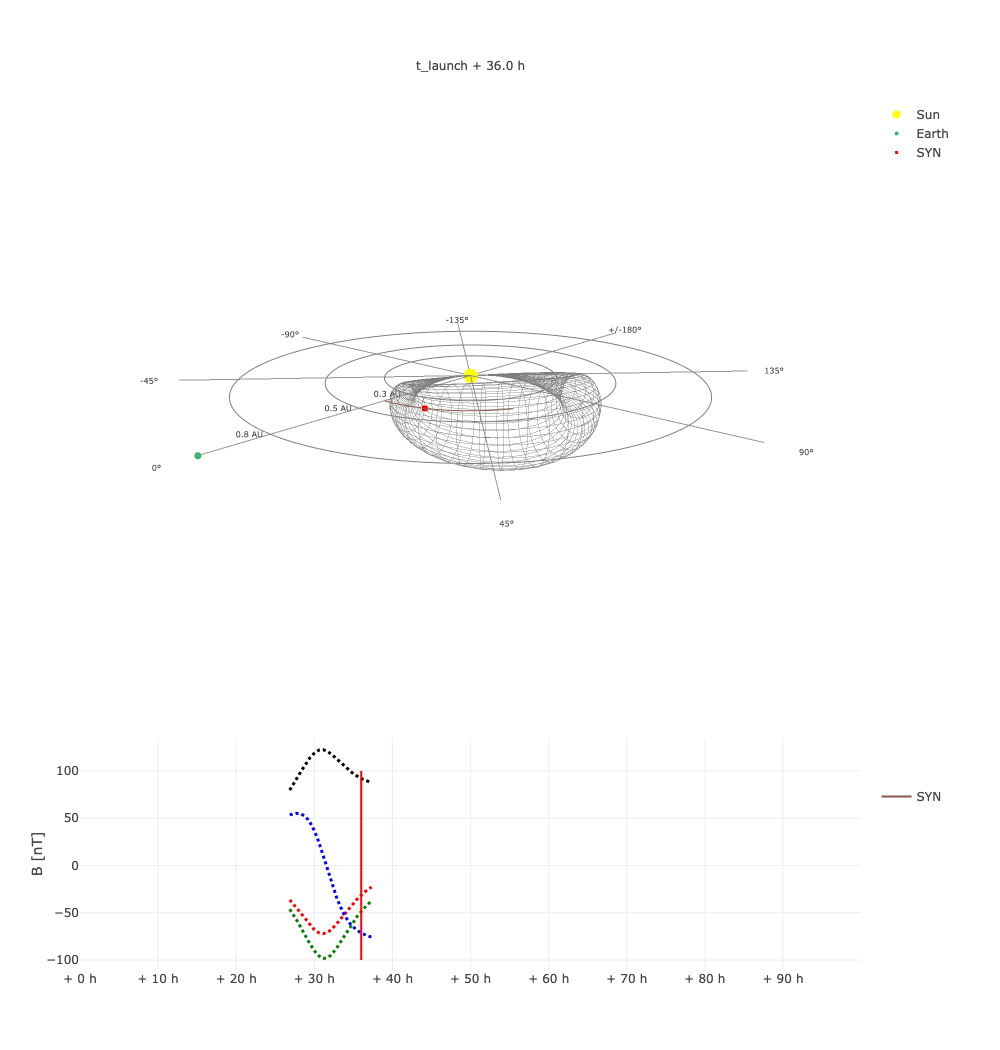 t_launch + 36.0 h
Sun
Earth
SYN
-135°
-90°
+/-180°
-45°
135°
0.3 AU
0.5 AU
0.8 AU
90°
0°
45°
100
50
0
−50
−100
B [nT]
SYN
+ 0 h
+ 10 h
+ 20 h
+ 30 h
+ 40 h
+ 50 h
+ 60 h
+ 70 h
+ 80 h
+ 90 h